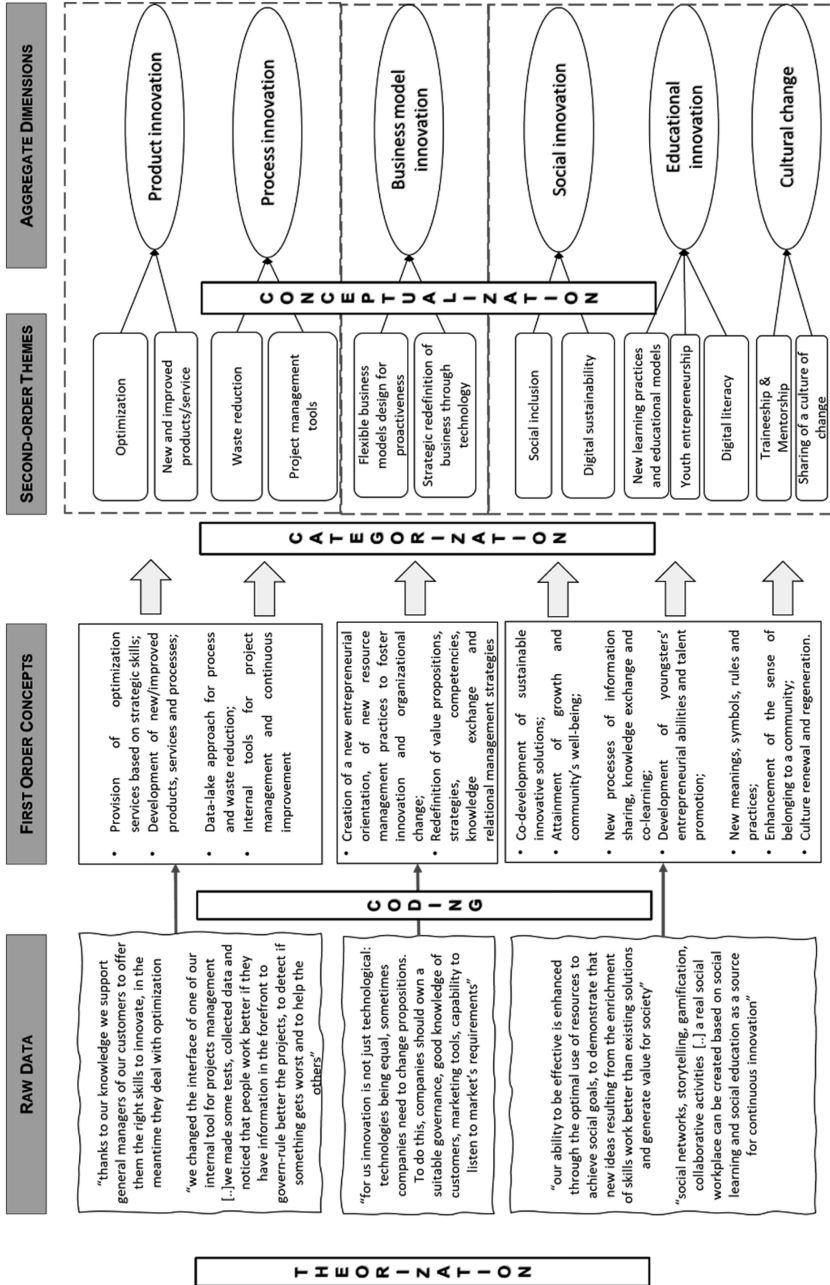 RAW DATA
FIRST ORDER CONCEPTS
SECOND-ORDER THEMES
AGGREGATE DIMENSIONS
THEORIZATION
“thanks to our knowledge we support
general managers of our customers to offer
them the right skills to innovate, in the
meantime they deal with optimization
“we changed the interface of one of our
internal tool for projects management
[..]we made some tests, collected data and
noticed that people work better if they
have information in the forefront to
govern-rule better the projects, to detect if
something gets worst and to help the
others”
“for us innovation is not just technological:
technologies being equal, sometimes
companies need to change propositions.
To do this, companies should own a
suitable governance, good knowledge of
customers, marketing tools, capability to
listen to market’s requirements”
“our ability to be effective is enhanced
through the optimal use of resources to
achieve social goals, to demonstrate that
new ideas resulting from the enrichment
of skills work better than existing solutions
and generate value for society”
“social networks, storytelling, gamification,
collaborative activities [..] a real social
workplace can be created based on social
learning and social education as a source
for continuous innovation”
CODING
• Provision of optimization
services based on strategic skills;
• Development of new/improved
products, services and processes;
• Data-lake approach for process
and waste reduction;
• Internal tools for project
management and continuous
improvement
• Creation of a new entrepreneurial
orientation, of new resource
management practices to foster
innovation and organizational
change;
• Redefinition of value propositions,
strategies, competencies,
knowledge exchange and
relational management strategies
• Co-development of sustainable
innovative solutions;
• Attainment of growth and
community’s well-being;
• New processes of information
sharing, knowledge exchange and
co-learning;
• Development of youngsters’
entrepreneurial abilities and talent
promotion;
• New meanings, symbols, rules and
practices;
• Enhancement of the sense of
belonging to a community;
• Culture renewal and regeneration.
CATEGORIZATION
Optimization
New and improved
products/service
Waste reduction
Project management
tools
Flexible business
models design for
proactiveness
Strategic redefinition of
business through
technology
Social inclusion
Digital sustainability
New learning practices
and educational models
Youth entrepreneurship
Digital literacy
Traineeship &
Mentorship
Sharing of a culture of
change
CONCEPTUALIZATION
Product innovation
Process innovation
Business model
innovation
Social innovation
Educational
innovation
Cultural change